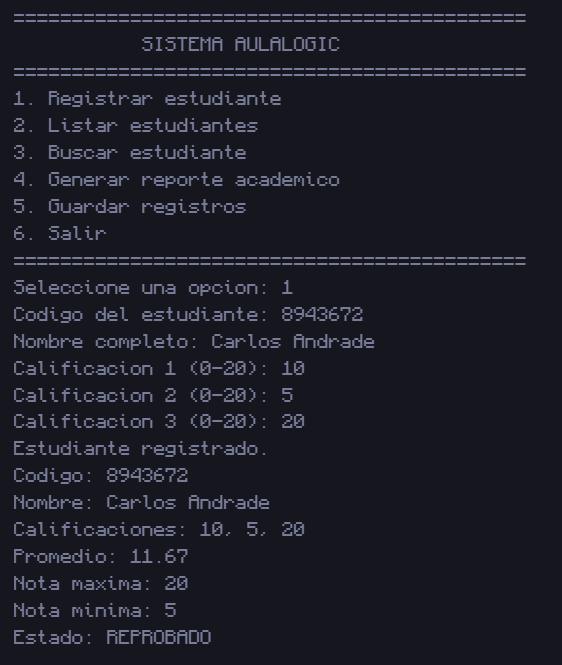 ============================================
SISTEMA AULALOGIC
============================================
1. Registrar estudiante
2. Listar estudiantes
3. Buscar estudiante
4. Generar reporte academico
5. Guardar registros
6. Salir
============================================
Seleccione una opcion: 1
Codigo del estudiante: 8943672
Nombre completo: Carlos Andrade
Calificacion 1 (0-20): 10
Calificacion 2 (0-20): 5
Calificacion 3 (0-20): 20
Estudiante registrado.
Codigo: 8943672
Nombre: Carlos Andrade
Calificaciones: 10, 5, 20
Promedio: 11.67
Nota maxima: 20
Nota minima: 5
Estado: REPROBADO